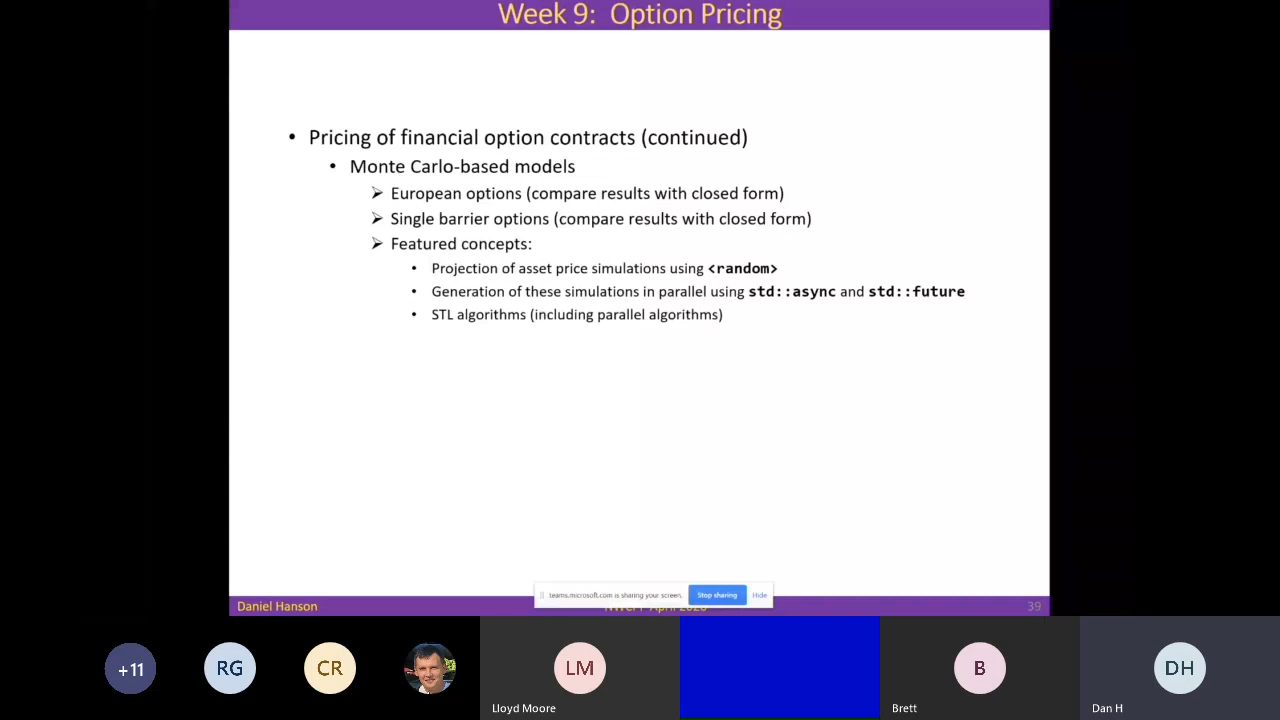 Week 9: Option Pricing
• Pricing of financial option contracts (continued)
• Monte Carlo-based models
➢ European options (compare results with closed form)
➢ Single barrier options (compare results with closed form)
➢ Featured concepts:
• Projection of asset price simulations using <random>
• Generation of these simulations in parallel using std::async and std::future
• STL algorithms (including parallel algorithms)
teams.microsoft.com is sharing your screen. Stop sharing Hide
Daniel Hanson 39
+11 RG CR LM B DH
Lloyd Moore Brett Dan H